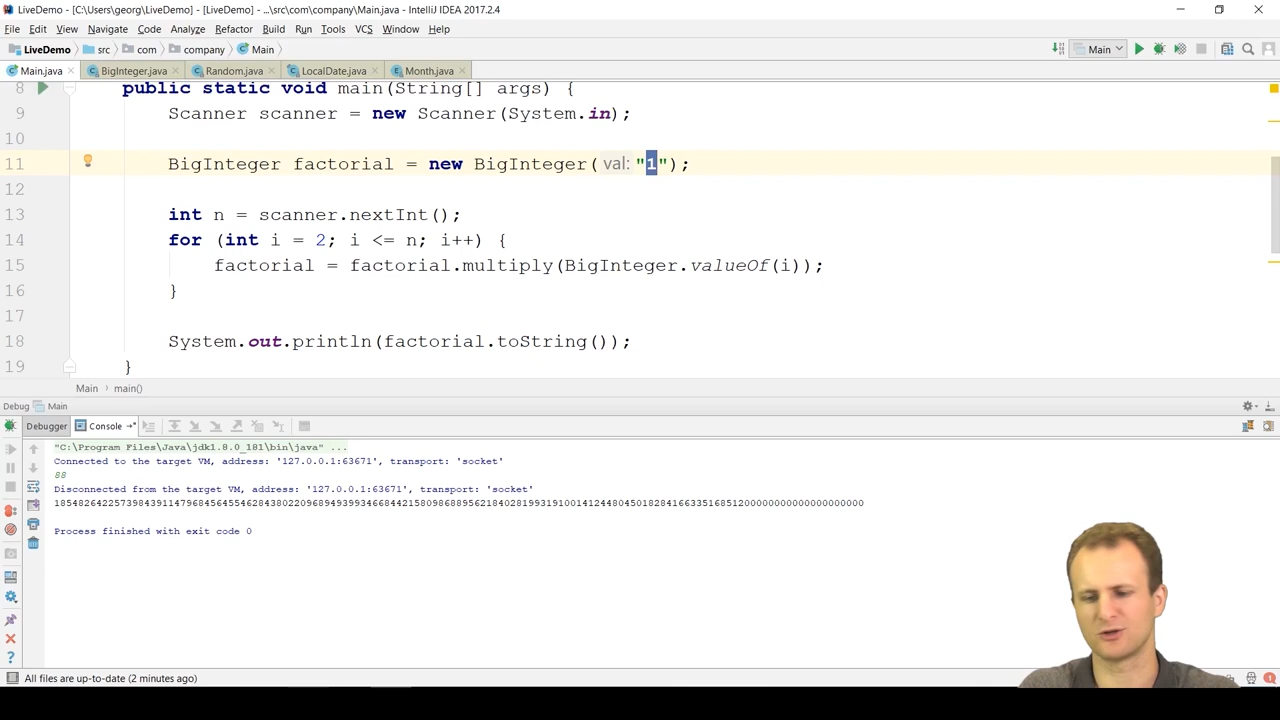 LiveDemo - [C:\Users\georg\LiveDemo] - [LiveDemo] - ...\src\com\company\Main.java - IntelliJ IDEA 2017.2.4
File Edit View Navigate Code Analyze Refactor Build Run Tools VCS Window Help
LiveDemo src com company Main Main
Main.java BigInteger.java Random.java LocalDate.java Month.java
8 public static void main(String[] args) {
9 Scanner scanner = new Scanner(System.in);
10
11 BigInteger factorial = new BigInteger( val: "1");
12
13 int n = scanner.nextInt();
14 for (int i = 2; i <= n; i++) {
15 factorial = factorial.multiply(BigInteger.valueOf(i));
16 }
17
18 System.out.println(factorial.toString());
19 }
Main › main()
Debug Main
Debugger Console
"C:\Program Files\Java\jdk1.8.0_181\bin\java" ...
Connected to the target VM, address: '127.0.0.1:63671', transport: 'socket'
88
Disconnected from the target VM, address: '127.0.0.1:63671', transport: 'socket'
Process finished with exit code 0
All files are up-to-date (2 minutes ago)